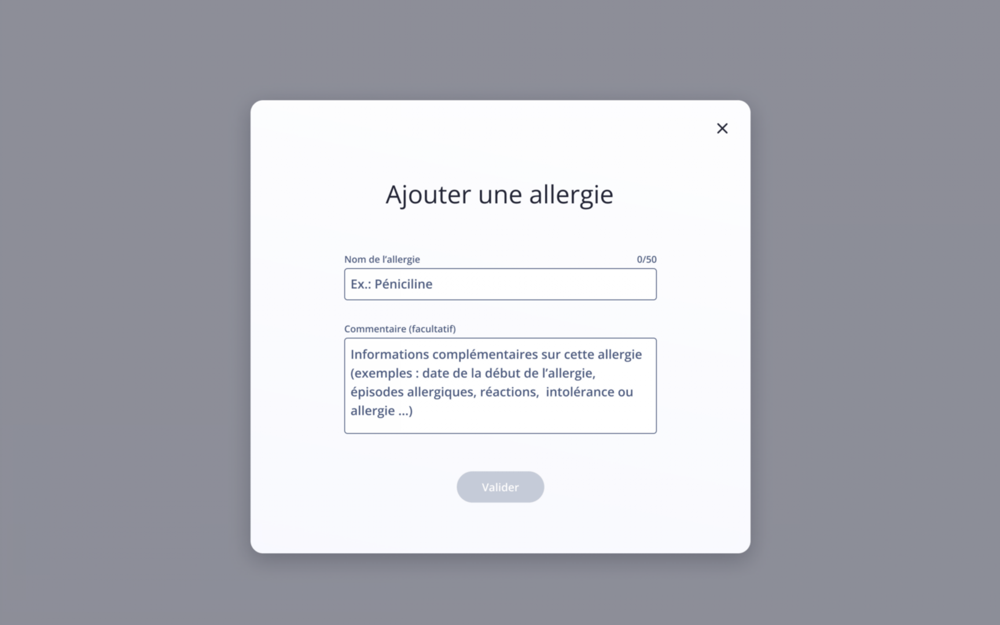 Ajouter une allergie
Nom de l’allergie 0/50
Ex.: Péniciline
Commentaire (facultatif)
Informations complémentaires sur cette allergie
(exemples : date de la début de l’allergie,
épisodes allergiques, réactions,  intolérance ou
allergie ...)
Valider